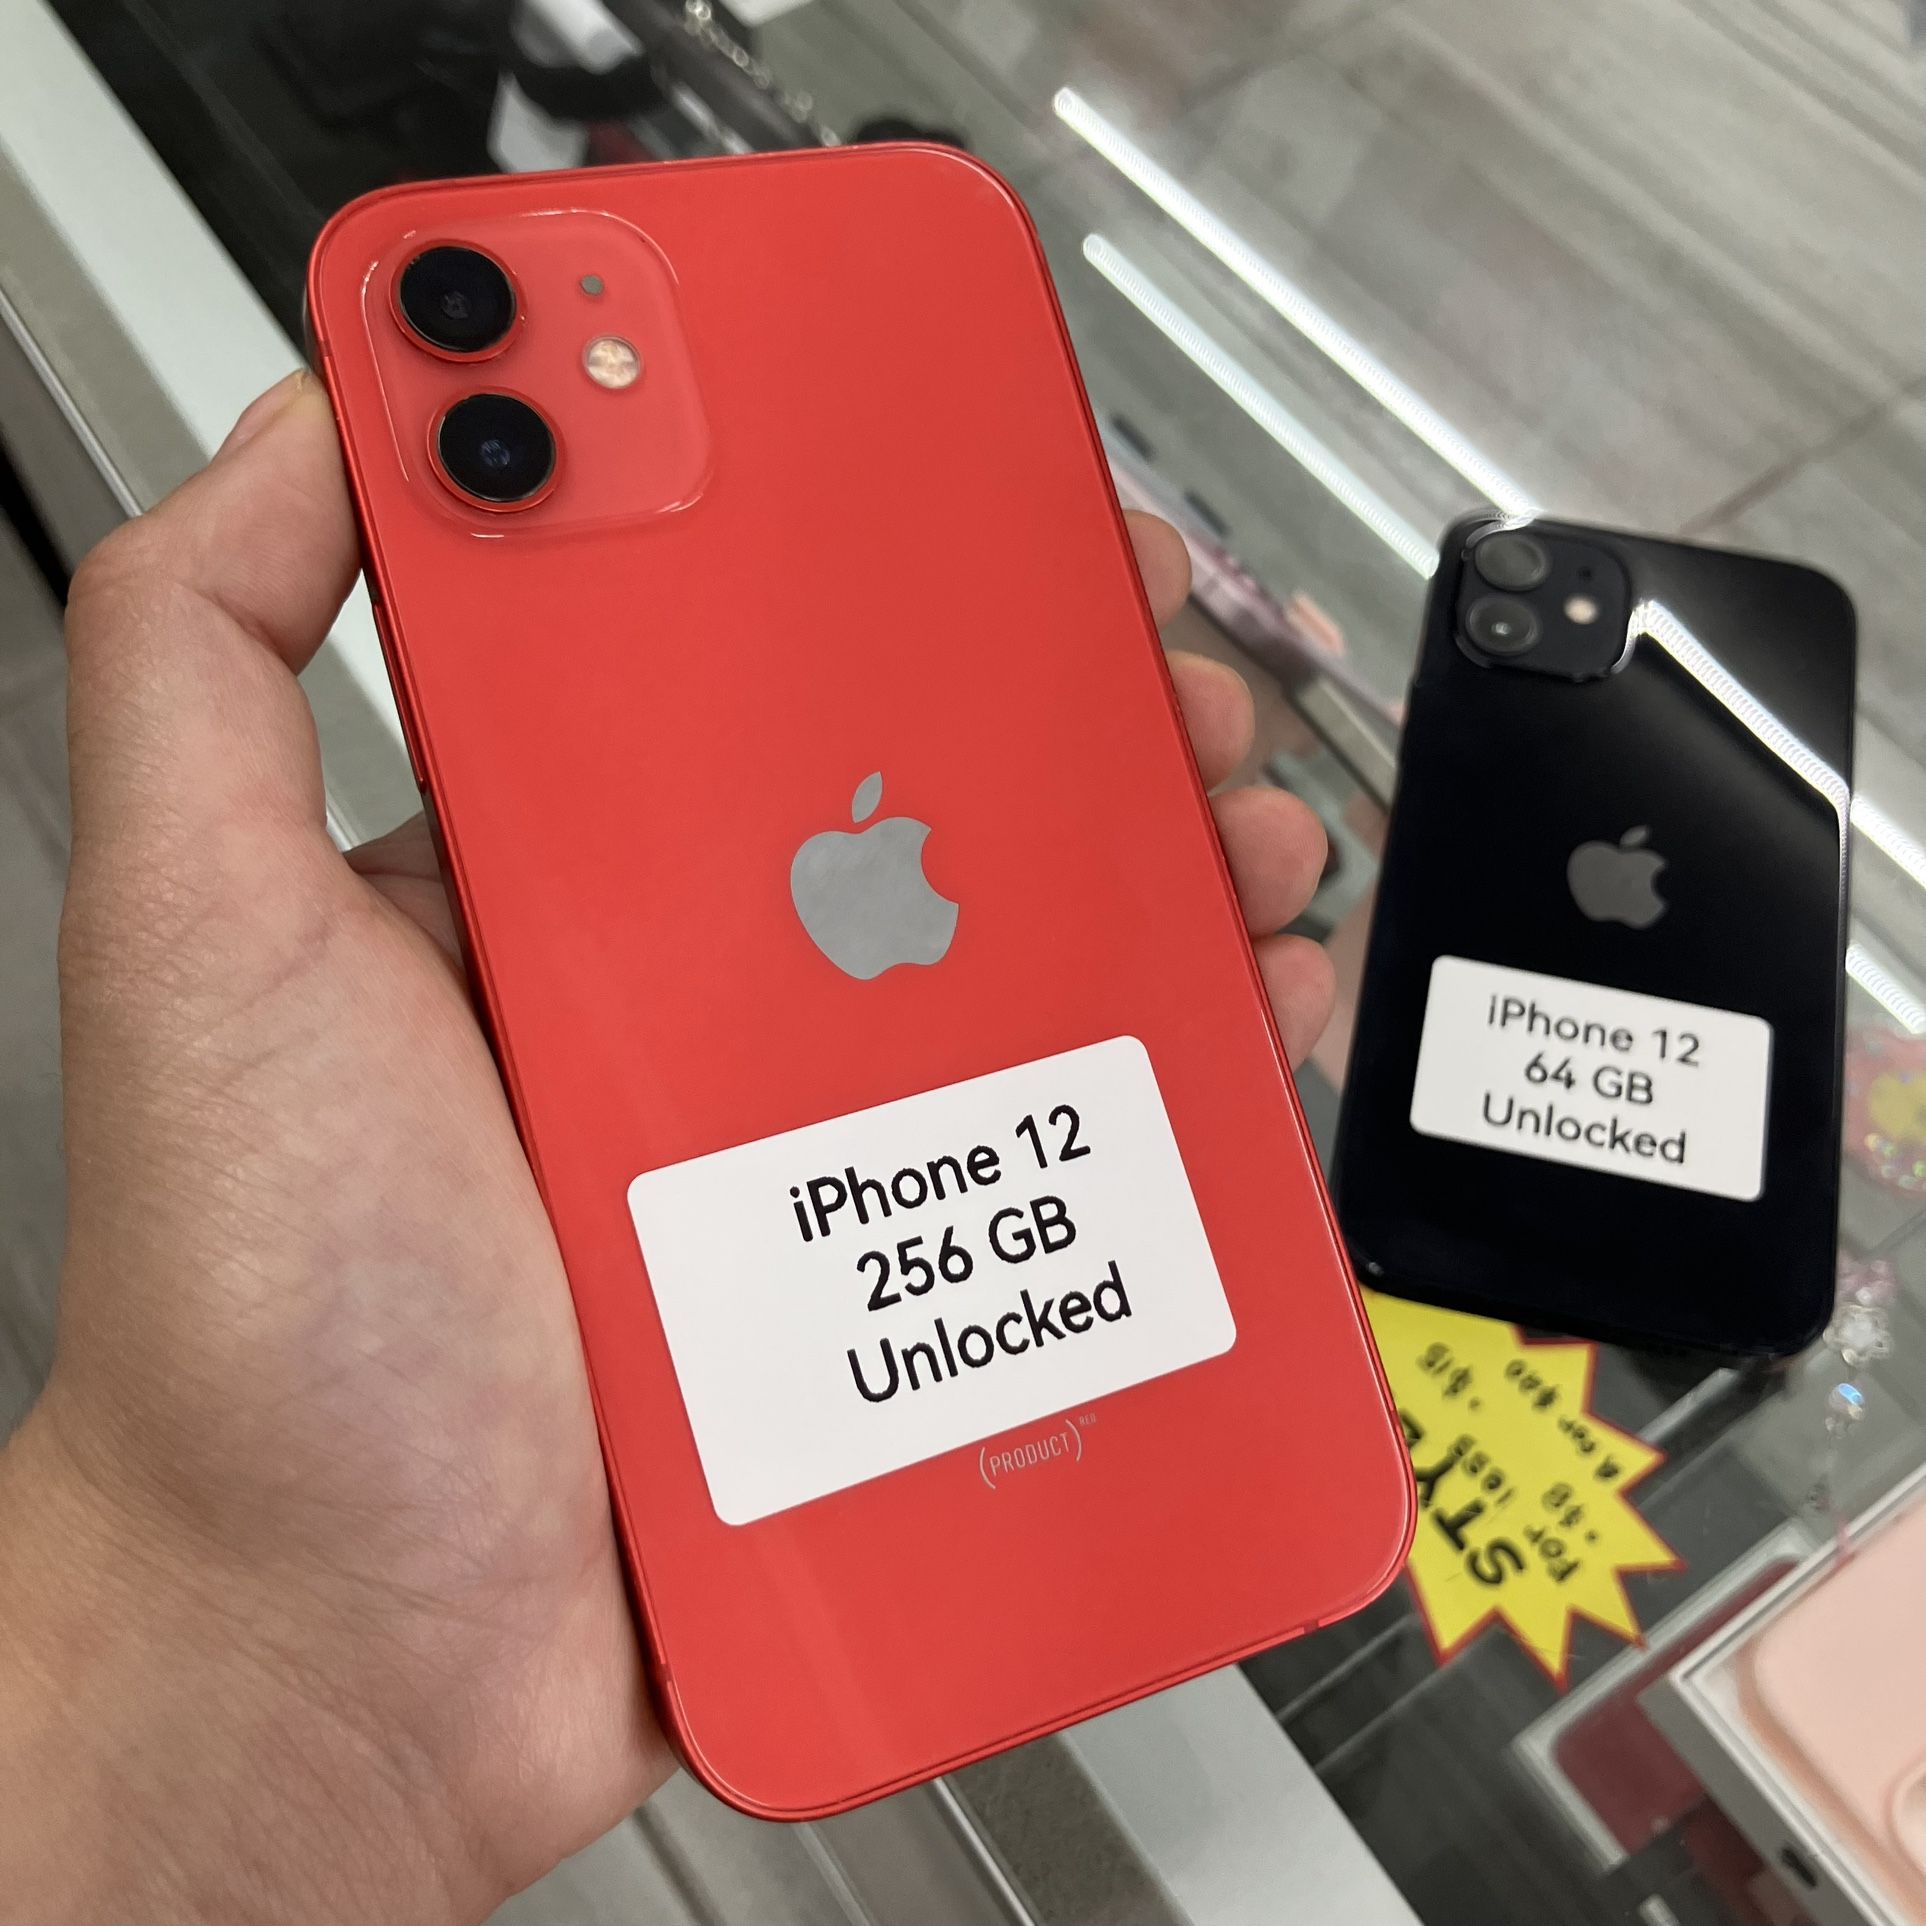 iPhone 12
256 GB
Unlocked
(PRODUCT)RED
iPhone 12
64 GB
Unlocked